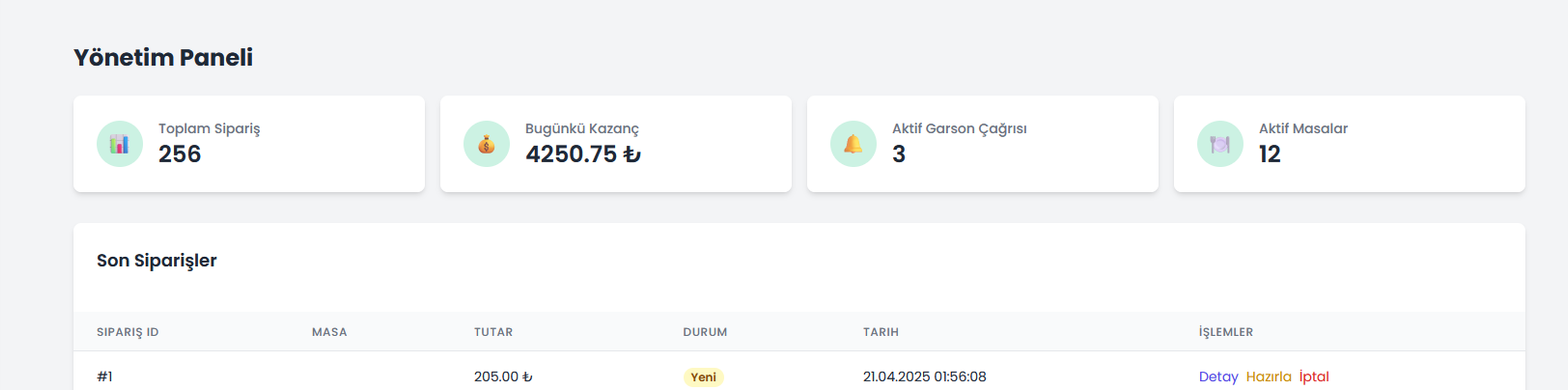 Yönetim Paneli
Toplam Sipariş
256
Bugünkü Kazanç
4250.75 ₺
Aktif Garson Çağrısı
3
Aktif Masalar
12
Son Siparişler
SIPARIŞ ID MASA TUTAR DURUM TARIH İŞLEMLER
#1 205.00 ₺ Yeni 21.04.2025 01:56:08 Detay Hazırla İptal